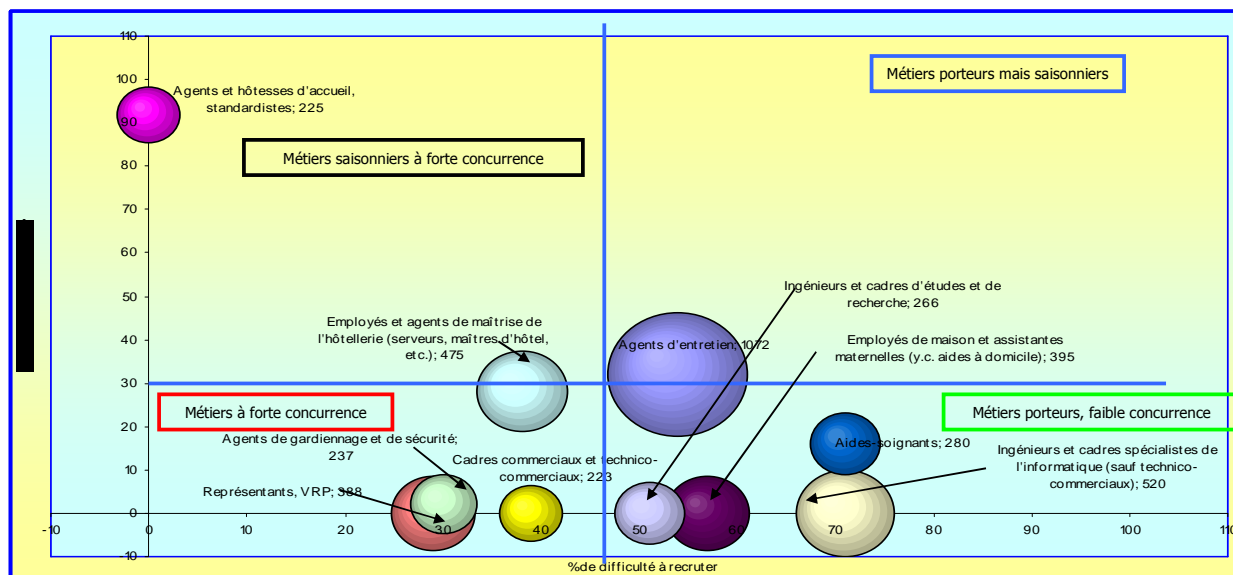 110
100
90
80
70
60
50
40
30
20
10
0
-10
Agents et hôtesses d'accueil,
standardistes; 225
Métiers porteurs mais saisonniers
Métiers saisonniers à forte concurrence
Ingénieurs et cadres d'études et de
recherche; 266
Employés et agents de maîtrise de
l'hôtellerie (serveurs, maîtres d'hôtel,
etc.); 475
Agents d'entretien; 1072
Employés de maison et assistantes
maternelles (y.c. aides à domicile); 395
Métiers à forte concurrence
Métiers porteurs, faible concurrence
Agents de gardiennage et de sécurité;
237
Cadres commerciaux et technico-
commerciaux; 223
Aides-soignants; 280
Ingénieurs et cadres spécialistes de
l'informatique (sauf technico-
commerciaux); 520
Représentants, VRP; 388
-10 0 10 20 30 40 50 60 70 80 90 100 110
%de difficulté à recruter